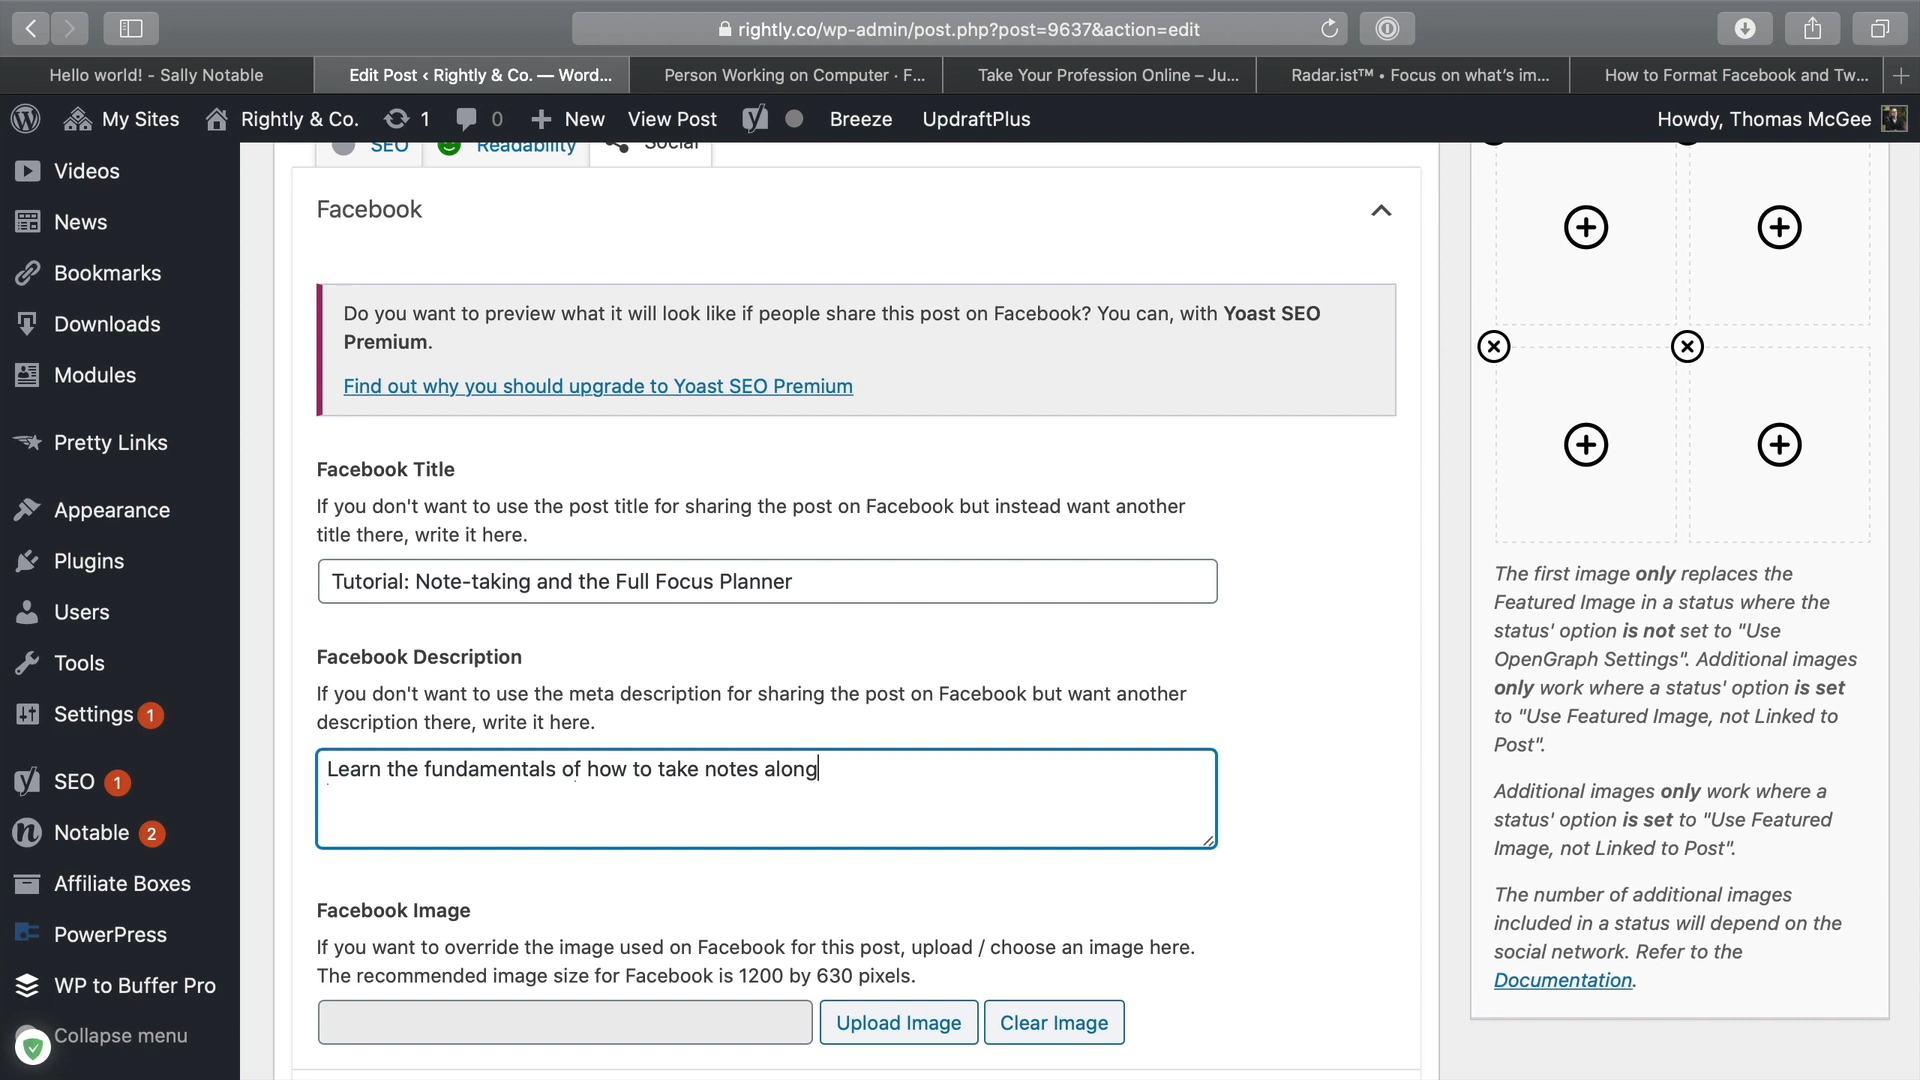 rightly.co/wp-admin/post.php?post=9637&action=edit
Hello world! - Sally Notable
Edit Post ‹ Rightly & Co. — Word...
Person Working on Computer · F...
Take Your Profession Online – Ju...
Radar.ist™ • Focus on what's im...
How to Format Facebook and Tw...
My Sites
Rightly & Co.
1
0
New
View Post
Breeze
UpdraftPlus
Howdy, Thomas McGee
Videos
News
Bookmarks
Downloads
Modules
Pretty Links
Appearance
Plugins
Users
Tools
Settings 1
SEO 1
Notable 2
Affiliate Boxes
PowerPress
WP to Buffer Pro
Collapse menu
SEO
Readability
Social
Facebook
Do you want to preview what it will look like if people share this post on Facebook? You can, with Yoast SEO
Premium.
Find out why you should upgrade to Yoast SEO Premium
Facebook Title
If you don't want to use the post title for sharing the post on Facebook but instead want another
title there, write it here.
Tutorial: Note-taking and the Full Focus Planner
Facebook Description
If you don't want to use the meta description for sharing the post on Facebook but want another
description there, write it here.
Learn the fundamentals of how to take notes along
Facebook Image
If you want to override the image used on Facebook for this post, upload / choose an image here.
The recommended image size for Facebook is 1200 by 630 pixels.
Upload Image
Clear Image
The first image only replaces the
Featured Image in a status where the
status' option is not set to "Use
OpenGraph Settings". Additional images
only work where a status' option is set
to "Use Featured Image, not Linked to
Post".
Additional images only work where a
status' option is set to "Use Featured
Image, not Linked to Post".
The number of additional images
included in a status will depend on the
social network. Refer to the
Documentation.